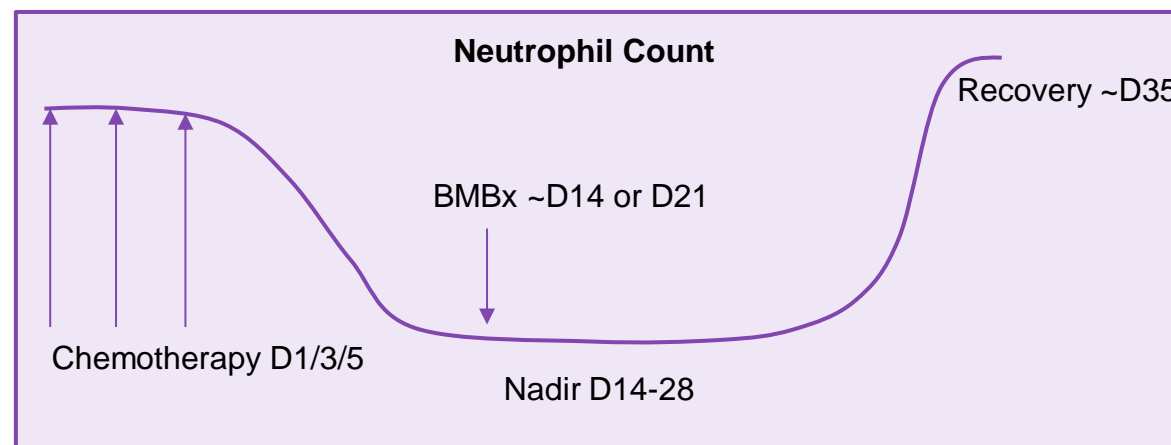 Neutrophil Count
Recovery ~D35
BMBx ~D14 or D21
Chemotherapy D1/3/5
Nadir D14-28